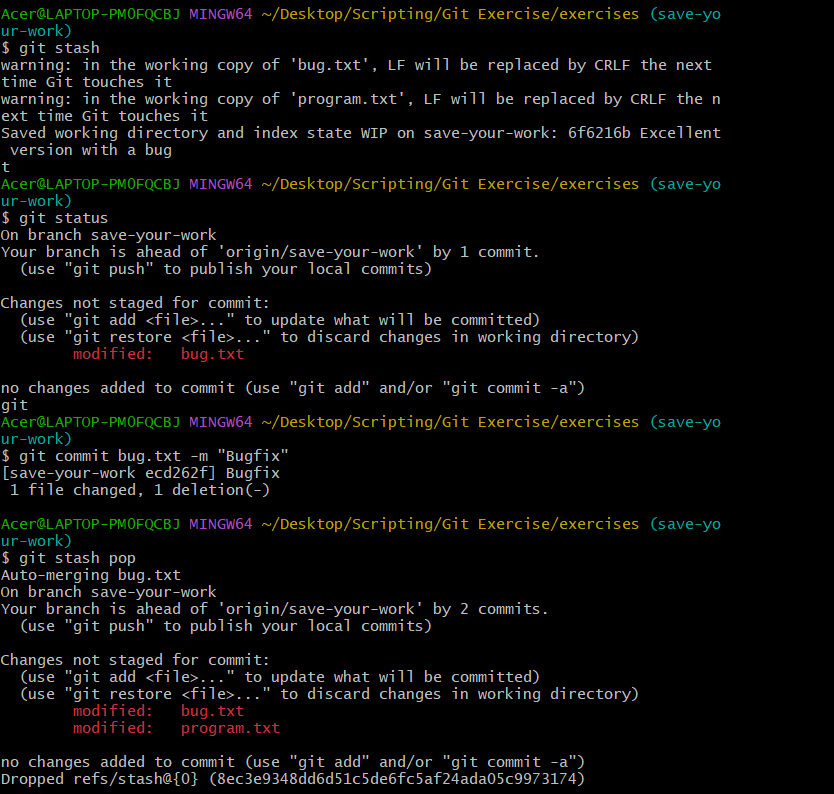 Acer@LAPTOP-PM0FQCBJ MINGW64 ~/Desktop/Scripting/Git Exercise/exercises (save-yo
ur-work)
$ git stash
warning: in the working copy of 'bug.txt', LF will be replaced by CRLF the next
time Git touches it
warning: in the working copy of 'program.txt', LF will be replaced by CRLF the n
ext time Git touches it
Saved working directory and index state WIP on save-your-work: 6f6216b Excellent
 version with a bug
t
Acer@LAPTOP-PM0FQCBJ MINGW64 ~/Desktop/Scripting/Git Exercise/exercises (save-yo
ur-work)
$ git status
On branch save-your-work
Your branch is ahead of 'origin/save-your-work' by 1 commit.
  (use "git push" to publish your local commits)

Changes not staged for commit:
  (use "git add <file>..." to update what will be committed)
  (use "git restore <file>..." to discard changes in working directory)
        modified:   bug.txt

no changes added to commit (use "git add" and/or "git commit -a")
git
Acer@LAPTOP-PM0FQCBJ MINGW64 ~/Desktop/Scripting/Git Exercise/exercises (save-yo
ur-work)
$ git commit bug.txt -m "Bugfix"
[save-your-work ecd262f] Bugfix
 1 file changed, 1 deletion(-)

Acer@LAPTOP-PM0FQCBJ MINGW64 ~/Desktop/Scripting/Git Exercise/exercises (save-yo
ur-work)
$ git stash pop
Auto-merging bug.txt
On branch save-your-work
Your branch is ahead of 'origin/save-your-work' by 2 commits.
  (use "git push" to publish your local commits)

Changes not staged for commit:
  (use "git add <file>..." to update what will be committed)
  (use "git restore <file>..." to discard changes in working directory)
        modified:   bug.txt
        modified:   program.txt

no changes added to commit (use "git add" and/or "git commit -a")
Dropped refs/stash@{0} (8ec3e9348dd6d51c5de6fc5af24ada05c9973174)